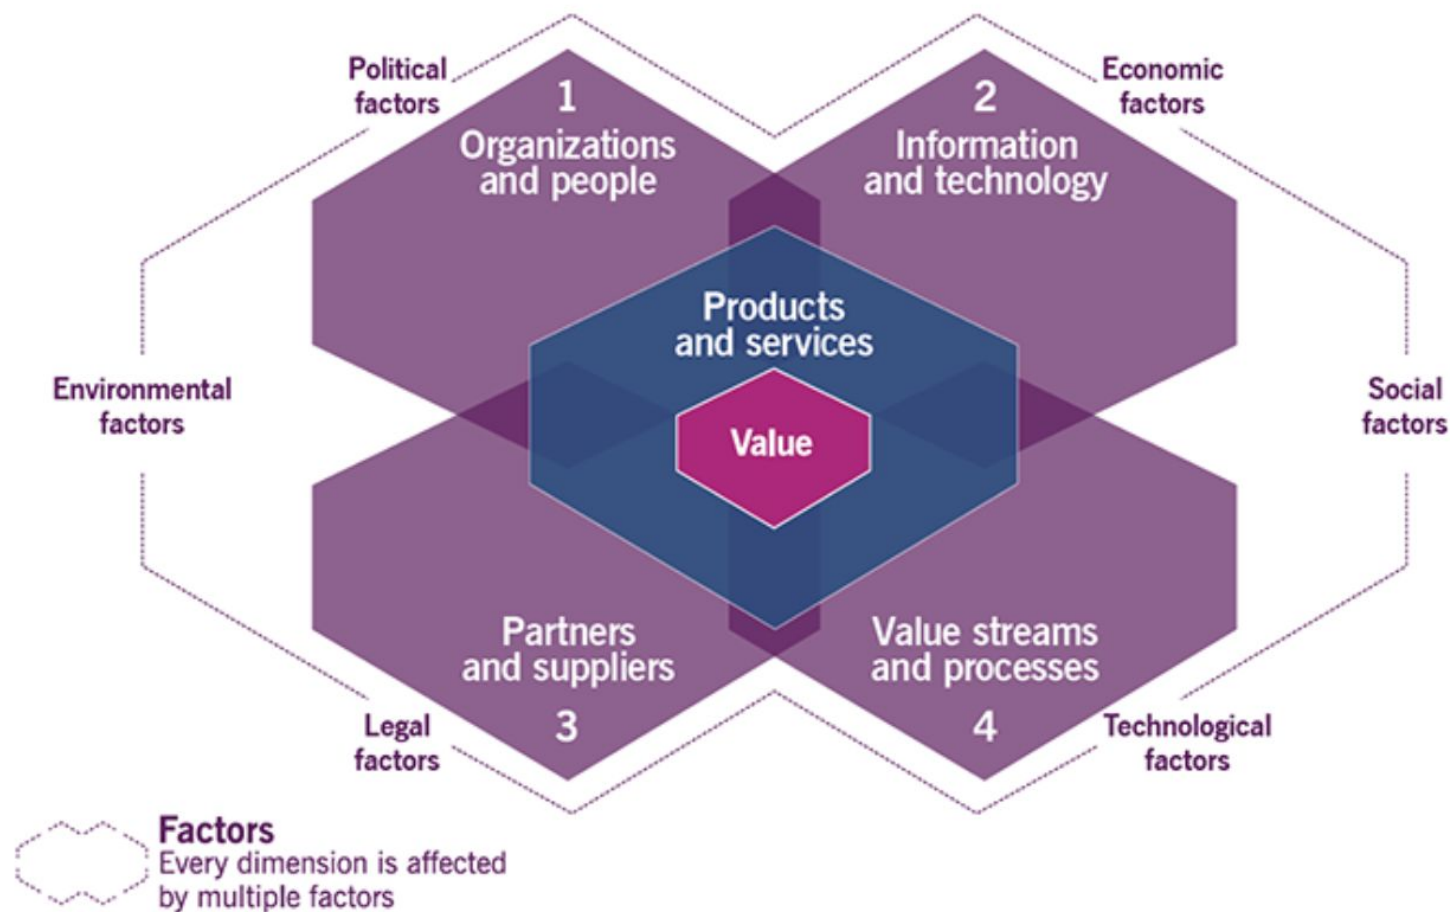 Political
factors
Economic
factors
1
Organizations
and people
2
Information
and technology
Products
and services
Environmental
factors
Value
Social
factors
Partners
and suppliers
3
Value streams
and processes
4
Legal
factors
Technological
factors
Factors
Every dimension is affected
by multiple factors